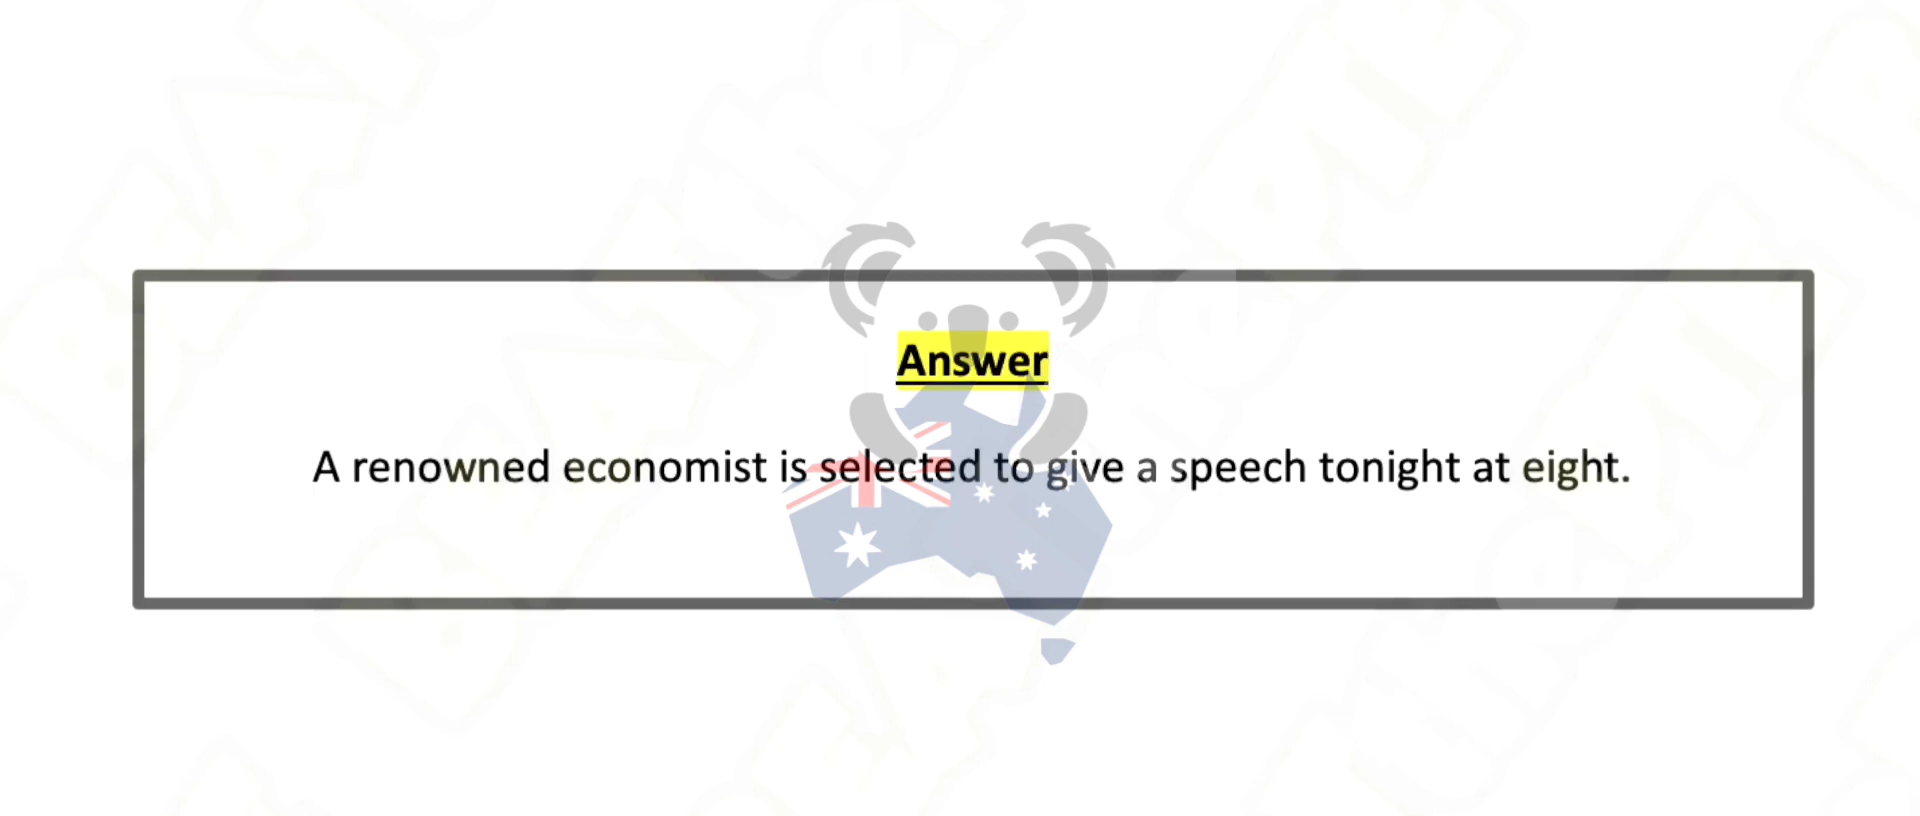 Answer
A renowned economist is selected to give a speech tonight at eight.